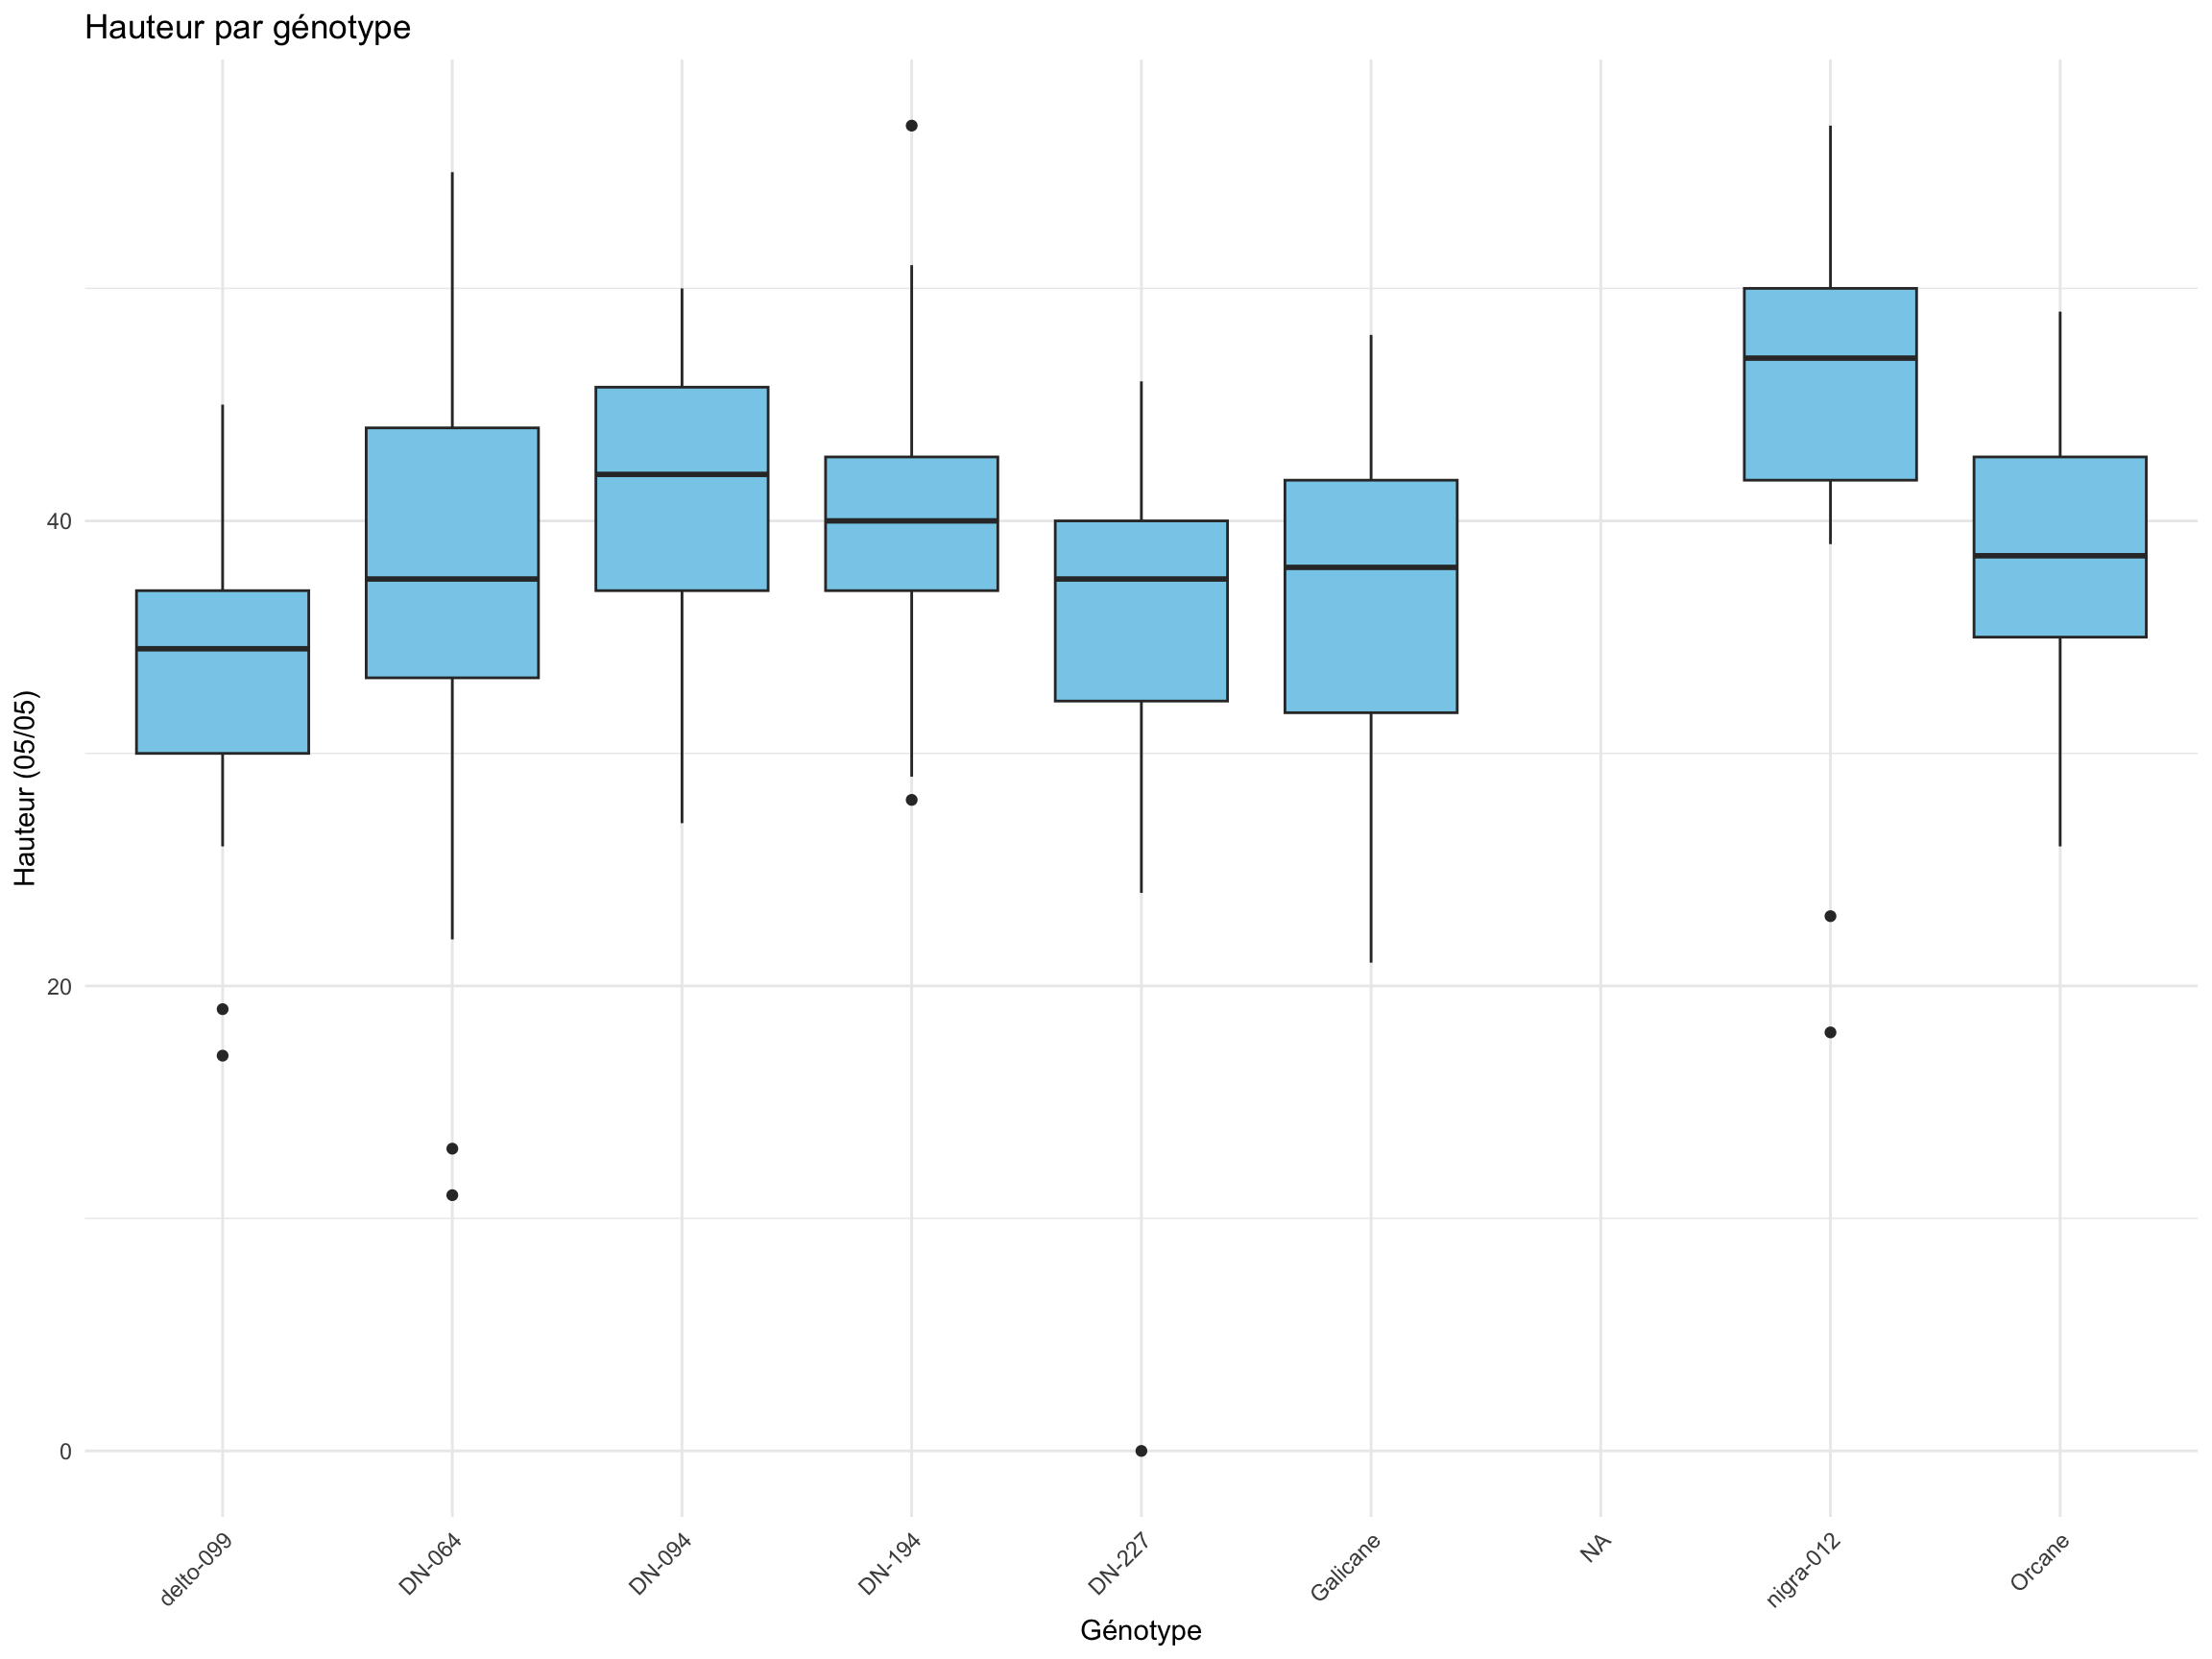 Hauteur par génotype
Hauteur (05/05)
40
20
0
delto-099
DN-064
DN-094
DN-194
DN-227
Galicane
NA
nigra-012
Orcane
Génotype